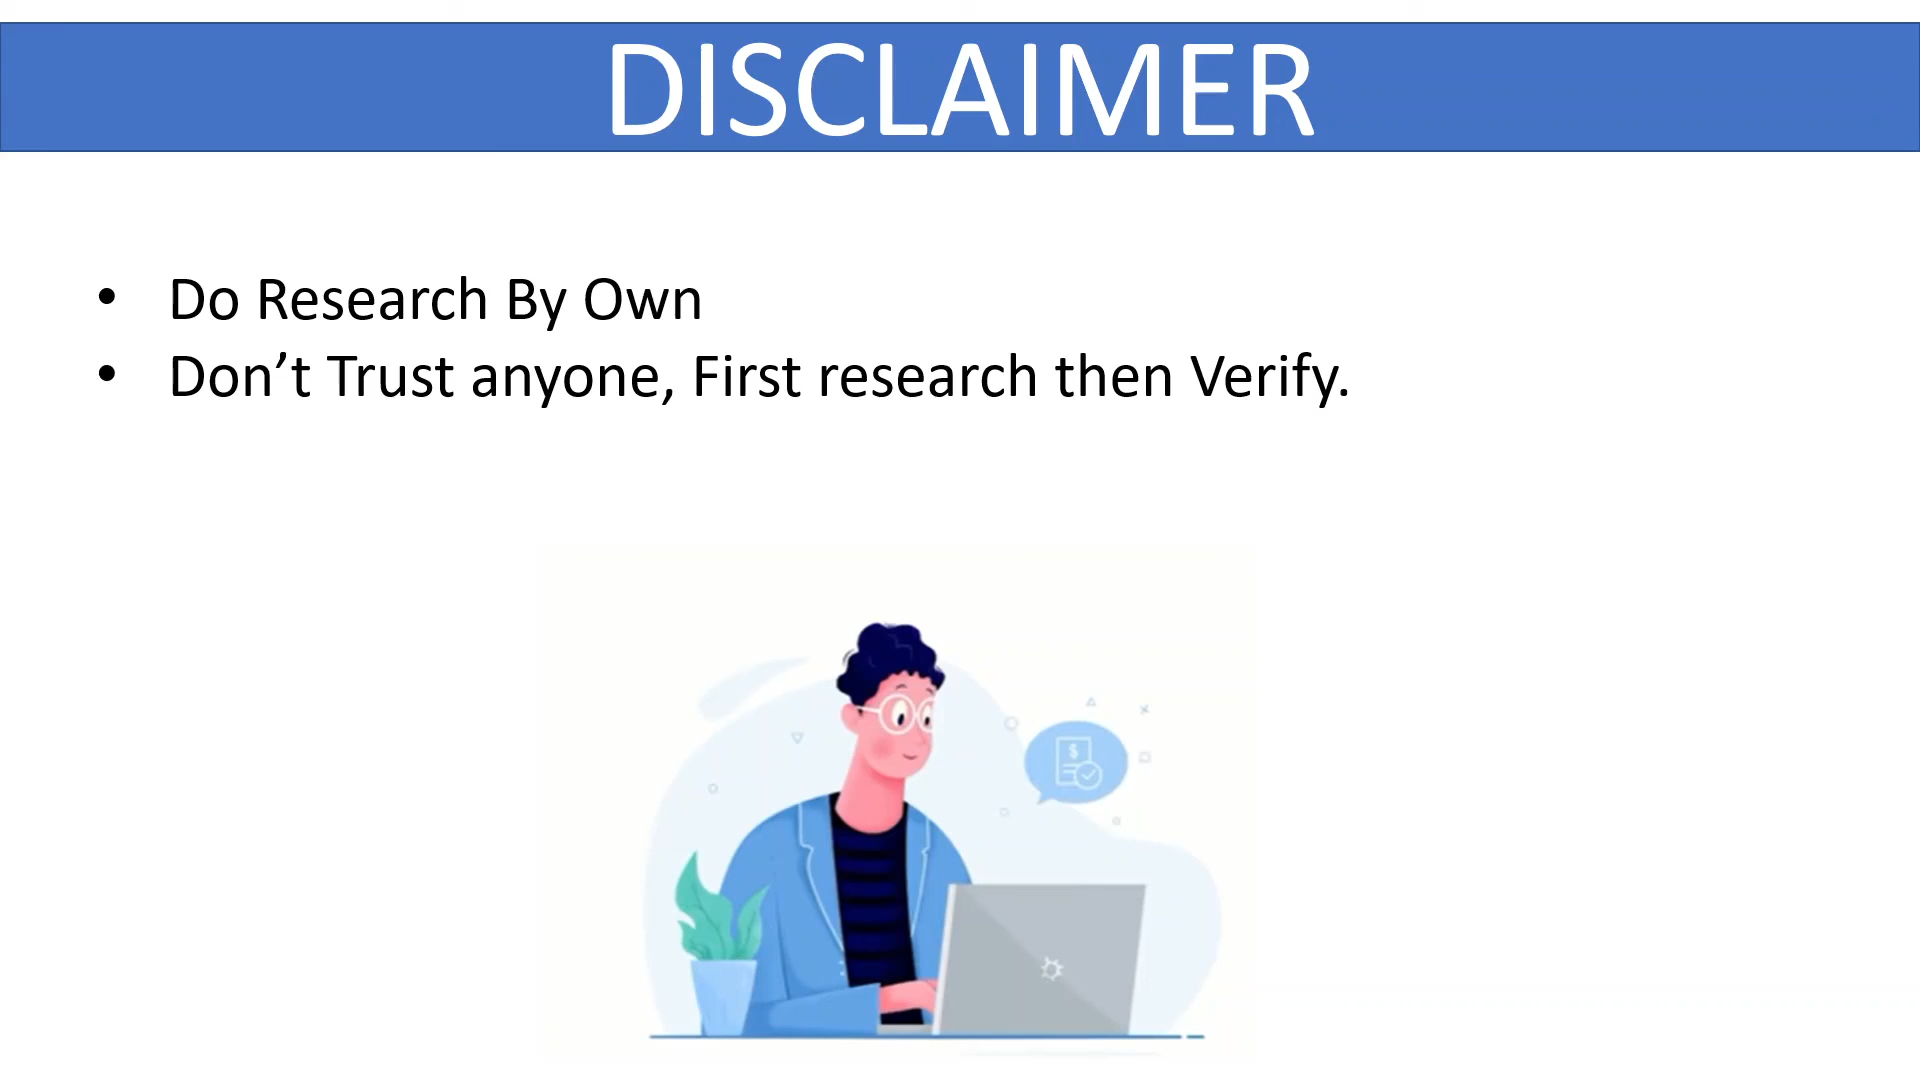 DISCLAIMER
• Do Research By Own
• Don’t Trust anyone, First research then Verify.
$